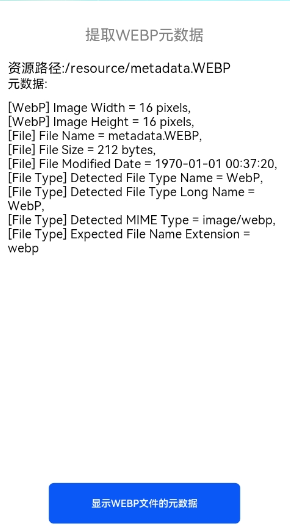 提取WEBP元数据
资源路径:/resource/metadata.WEBP
元数据:
[WebP] Image Width = 16 pixels,
[WebP] Image Height = 16 pixels,
[File] File Name = metadata.WEBP,
[File] File Size = 212 bytes,
[File] File Modified Date = 1970-01-01 00:37:20,
[File Type] Detected File Type Name = WebP,
[File Type] Detected File Type Long Name =
WebP,
[File Type] Detected MIME Type = image/webp,
[File Type] Expected File Name Extension =
webp
显示WEBP文件的元数据